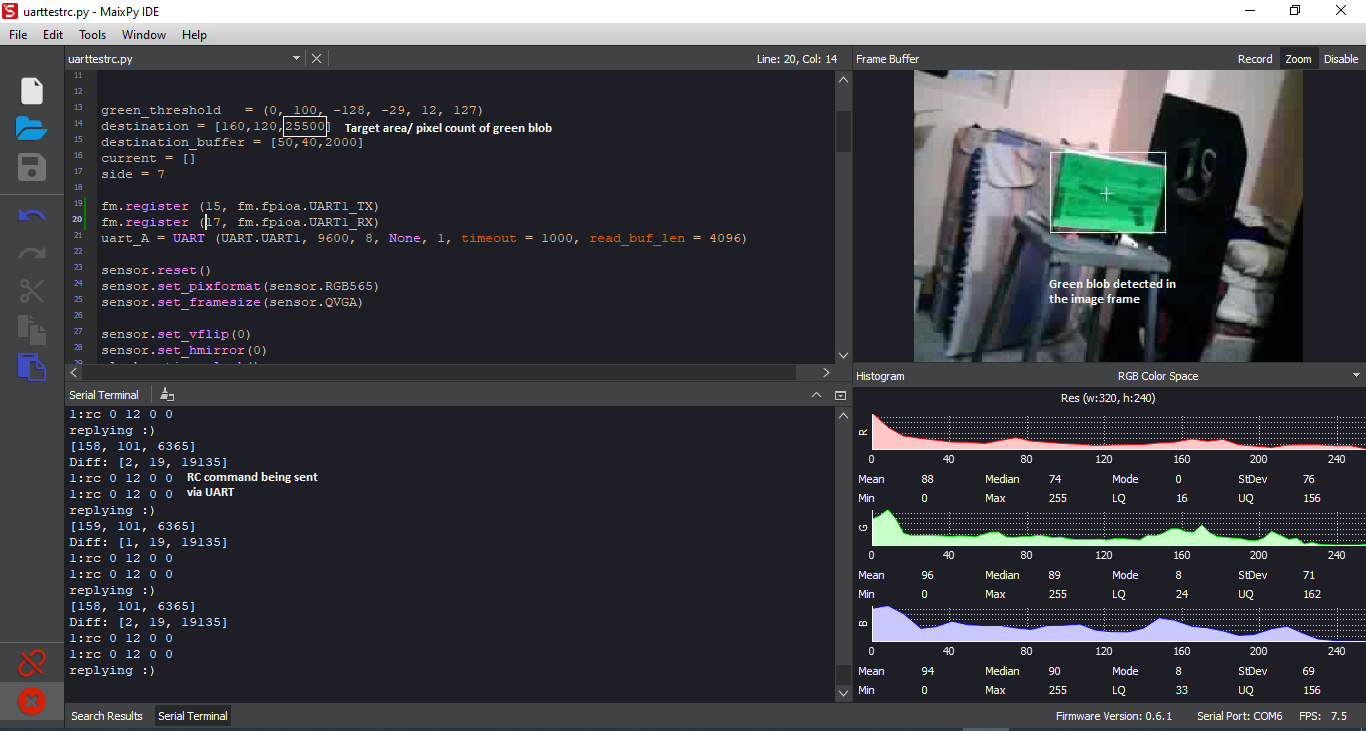 uarttestrc.py - MaixPy IDE
File Edit Tools Window Help
uarttestrc.py Line: 20, Col: 14
11
12
13 green_threshold = (0, 100, -128, -29, 12, 127)
14 destination = [160,120,25500] Target area/ pixel count of green blob
15 destination_buffer = [50,40,2000]
16 current = []
17 side = 7
18
19 fm.register (15, fm.fpioa.UART1_TX)
20 fm.register (17, fm.fpioa.UART1_RX)
21 uart_A = UART (UART.UART1, 9600, 8, None, 1, timeout = 1000, read_buf_len = 4096)
22
23 sensor.reset()
24 sensor.set_pixformat(sensor.RGB565)
25 sensor.set_framesize(sensor.QVGA)
26
27 sensor.set_vflip(0)
28 sensor.set_hmirror(0)
29
Serial Terminal
1:rc 0 12 0 0
replying :)
[158, 101, 6365]
Diff: [2, 19, 19135]
1:rc 0 12 0 0 RC command being sent
1:rc 0 12 0 0 via UART
replying :)
[159, 101, 6365]
Diff: [1, 19, 19135]
1:rc 0 12 0 0
1:rc 0 12 0 0
replying :)
[158, 101, 6365]
Diff: [2, 19, 19135]
1:rc 0 12 0 0
1:rc 0 12 0 0
replying :)
Search Results Serial Terminal
Frame Buffer Record Zoom Disable
Green blob detected in
the image frame
Histogram RGB Color Space
Res (w:320, h:240)
R
0 40 80 120 160 200 240
Mean 88 Median 74 Mode 0 StDev 76
Min 0 Max 255 LQ 16 UQ 156
G
0 40 80 120 160 200 240
Mean 96 Median 89 Mode 8 StDev 71
Min 0 Max 255 LQ 24 UQ 162
B
0 40 80 120 160 200 240
Mean 94 Median 90 Mode 8 StDev 69
Min 0 Max 255 LQ 33 UQ 156
Firmware Version: 0.6.1 Serial Port: COM6 FPS: 7.5